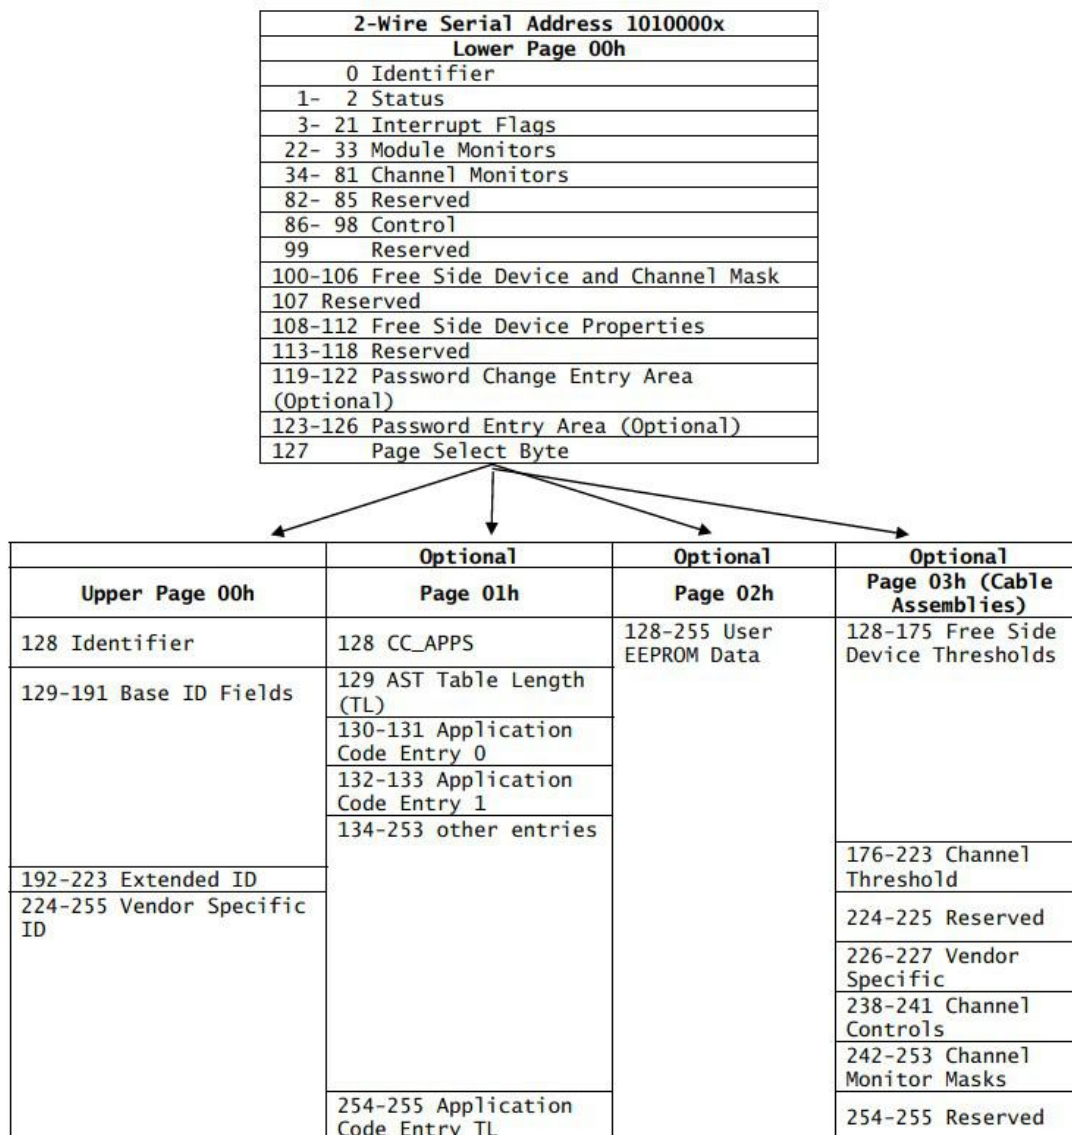 2-Wire Serial Address 1010000x
Lower Page 00h
0 Identifier
1- 2 Status
3- 21 Interrupt Flags
22- 33 Module Monitors
34- 81 Channel Monitors
82- 85 Reserved
86- 98 Control
99 Reserved
100-106 Free Side Device and Channel Mask
107 Reserved
108-112 Free Side Device Properties
113-118 Reserved
119-122 Password Change Entry Area
(Optional)
123-126 Password Entry Area (Optional)
127 Page Select Byte
Upper Page 00h
128 Identifier
129-191 Base ID Fields
192-223 Extended ID
224-255 Vendor Specific
ID
Optional
Page 01h
128 CC_APPS
129 AST Table Length
(TL)
130-131 Application
Code Entry 0
132-133 Application
Code Entry 1
134-253 other entries
254-255 Application
Code Entry TL
Optional
Page 02h
128-255 User
EEPROM Data
Optional
Page 03h (Cable
Assemblies)
128-175 Free Side
Device Thresholds
176-223 Channel
Threshold
224-225 Reserved
226-227 Vendor
Specific
238-241 Channel
Controls
242-253 Channel
Monitor Masks
254-255 Reserved